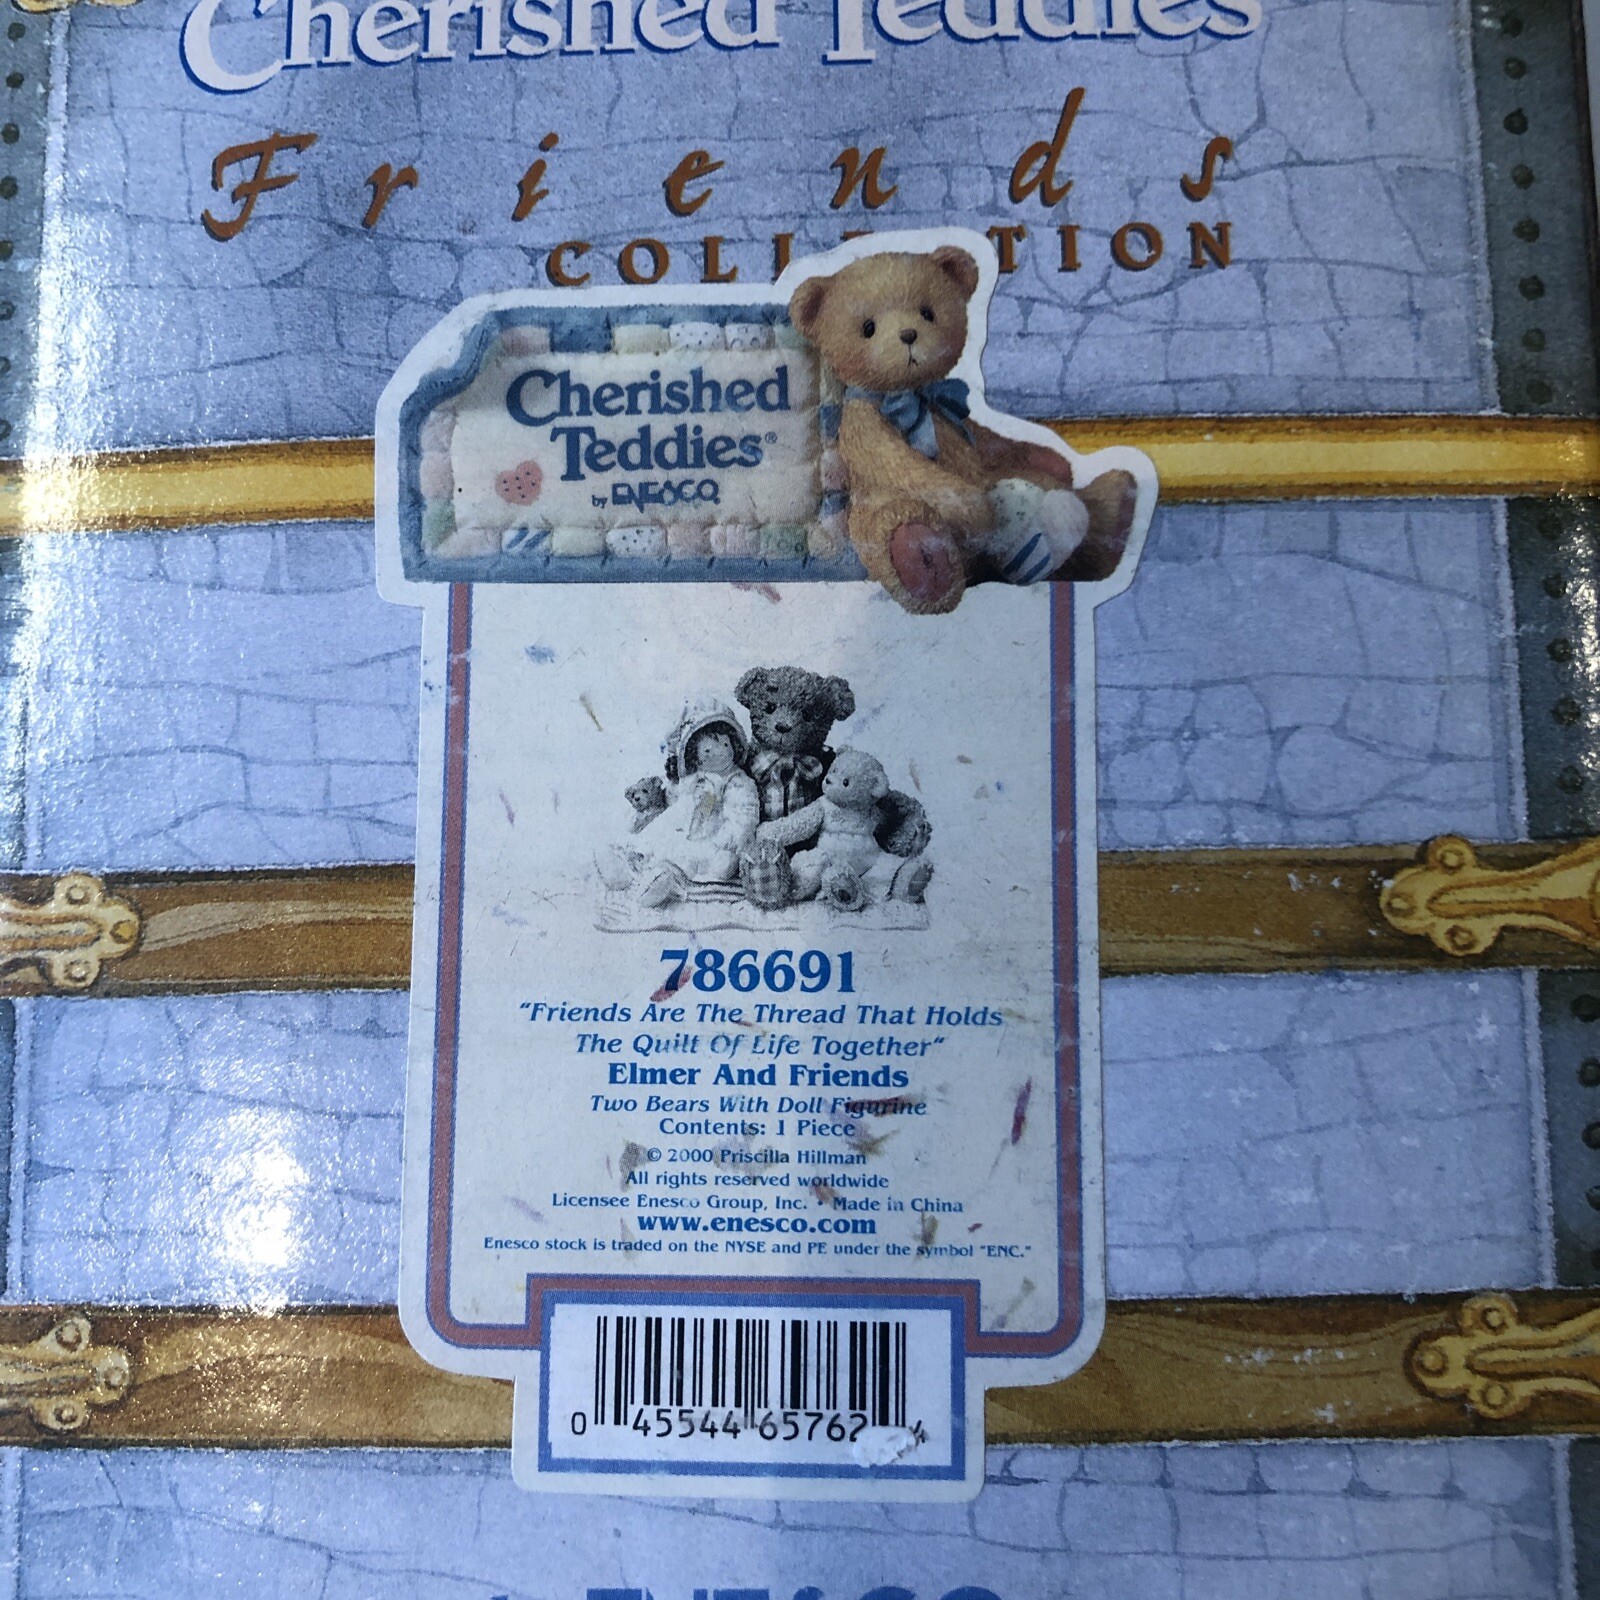 Cherished Teddies
Friends
COLLECTION
Cherished
Teddies®
by ENESCO
786691
"Friends Are The Thread That Holds
The Quilt Of Life Together"
Elmer And Friends
Two Bears With Doll Figurine
Contents: 1 Piece
© 2000 Priscilla Hillman
All rights reserved worldwide
Licensee Enesco Group, Inc. • Made in China
www.enesco.com
Enesco stock is traded on the NYSE and PE under the symbol "ENC."
0 45544 65762 4
ENESCO